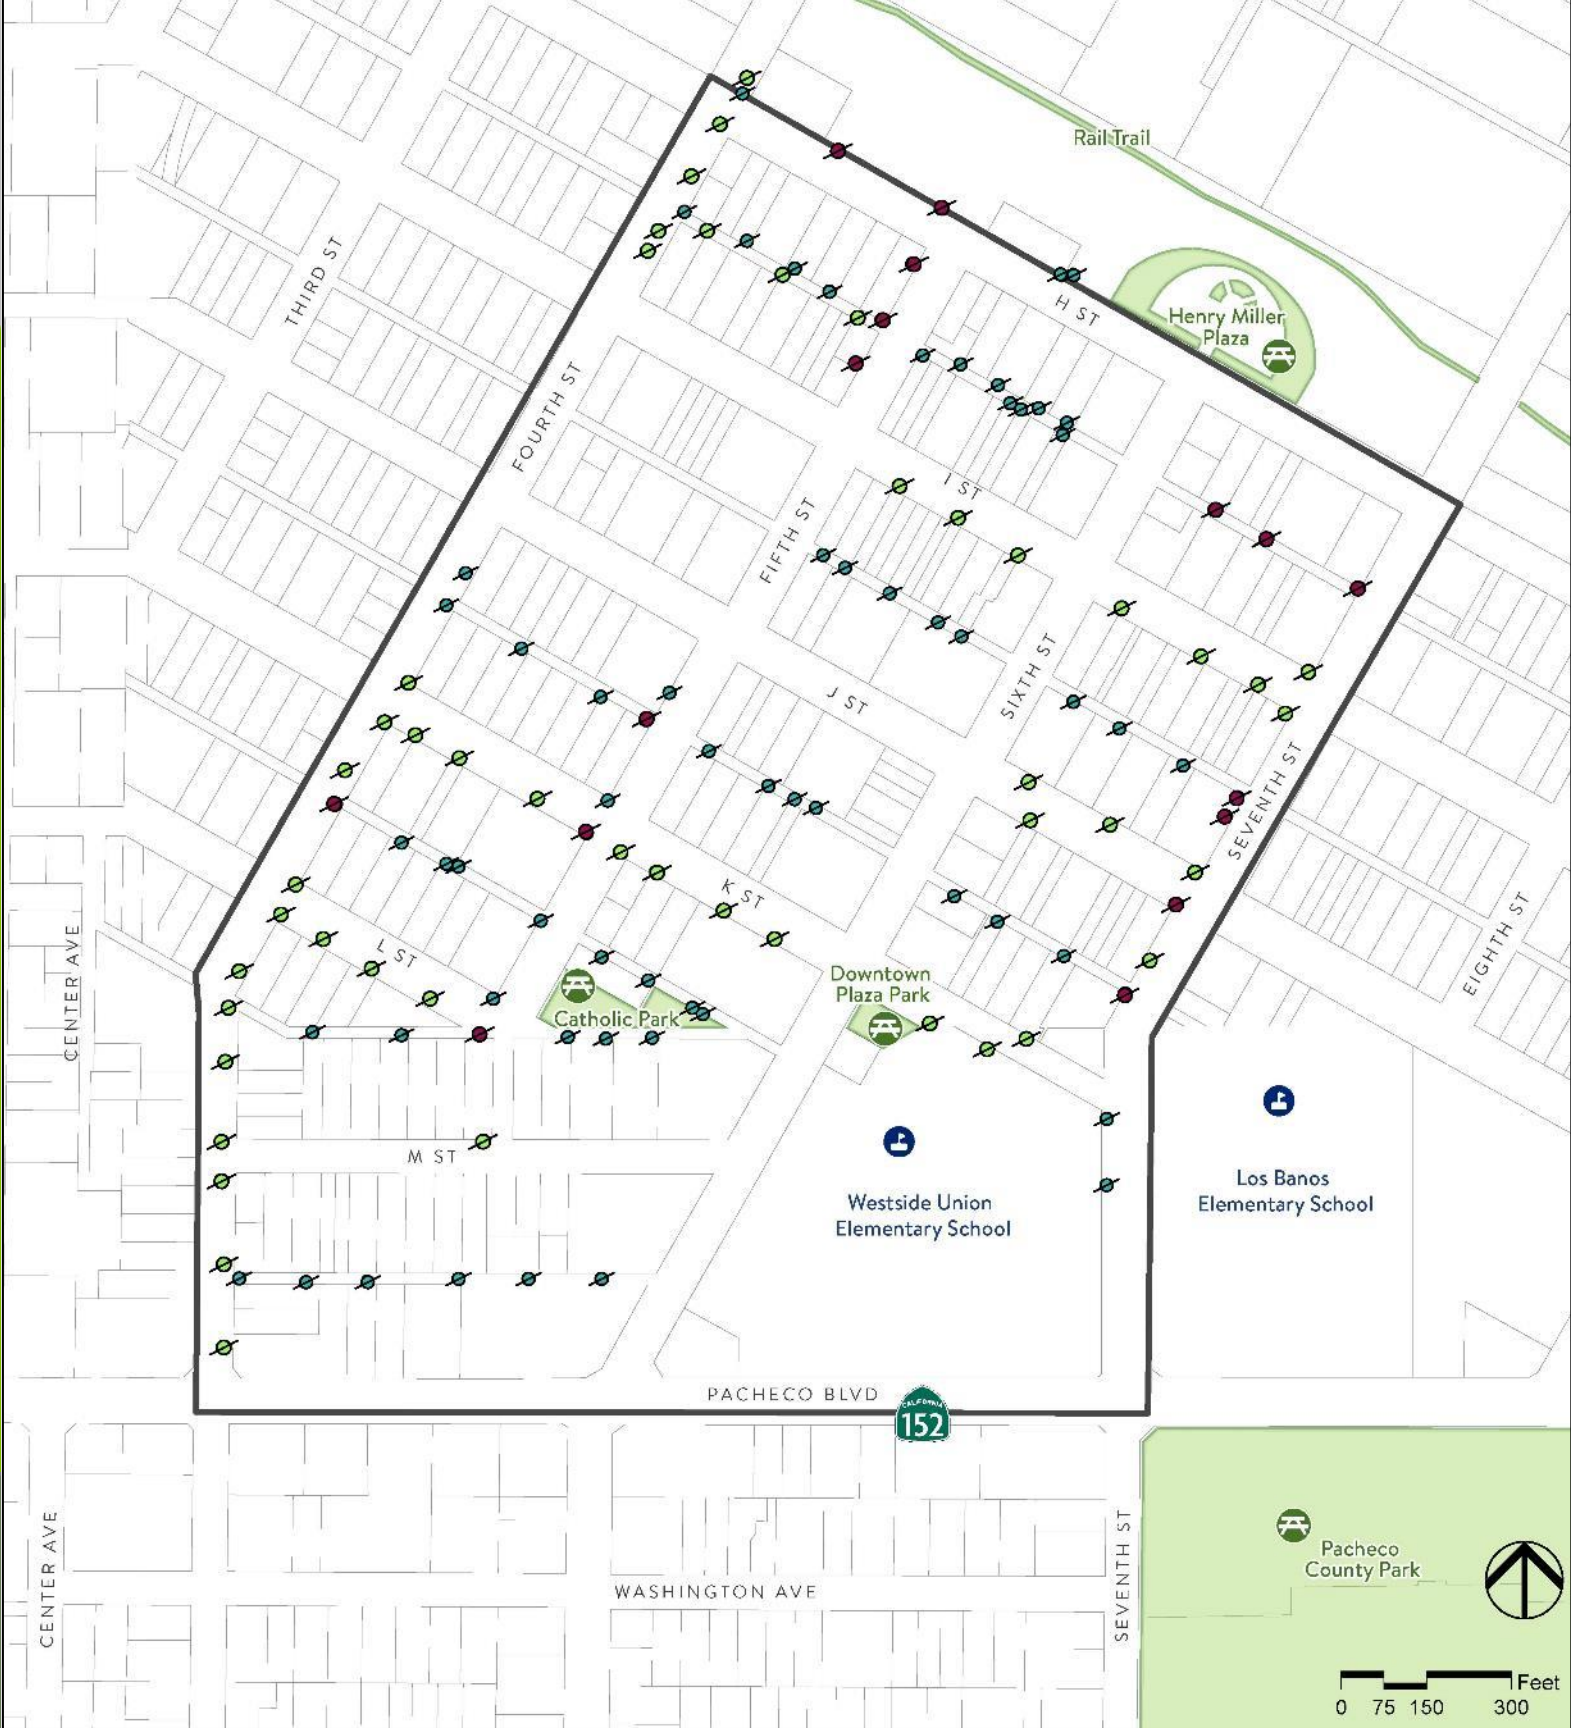 Rail Trail
THIRD ST
H ST
Henry Miller
Plaza
FOURTH ST
I ST
FIFTH ST
SIXTH ST
J ST
SEVENTH ST
K ST
EIGHTH ST
L ST
CENTER AVE
Downtown
Plaza Park
Catholic Park
M ST
Westside Union
Elementary School
Los Banos
Elementary School
PACHECO BLVD
CALIFORNIA
152
CENTER AVE
SEVENTH ST
WASHINGTON AVE
Pacheco
County Park
Feet
0 75 150 300